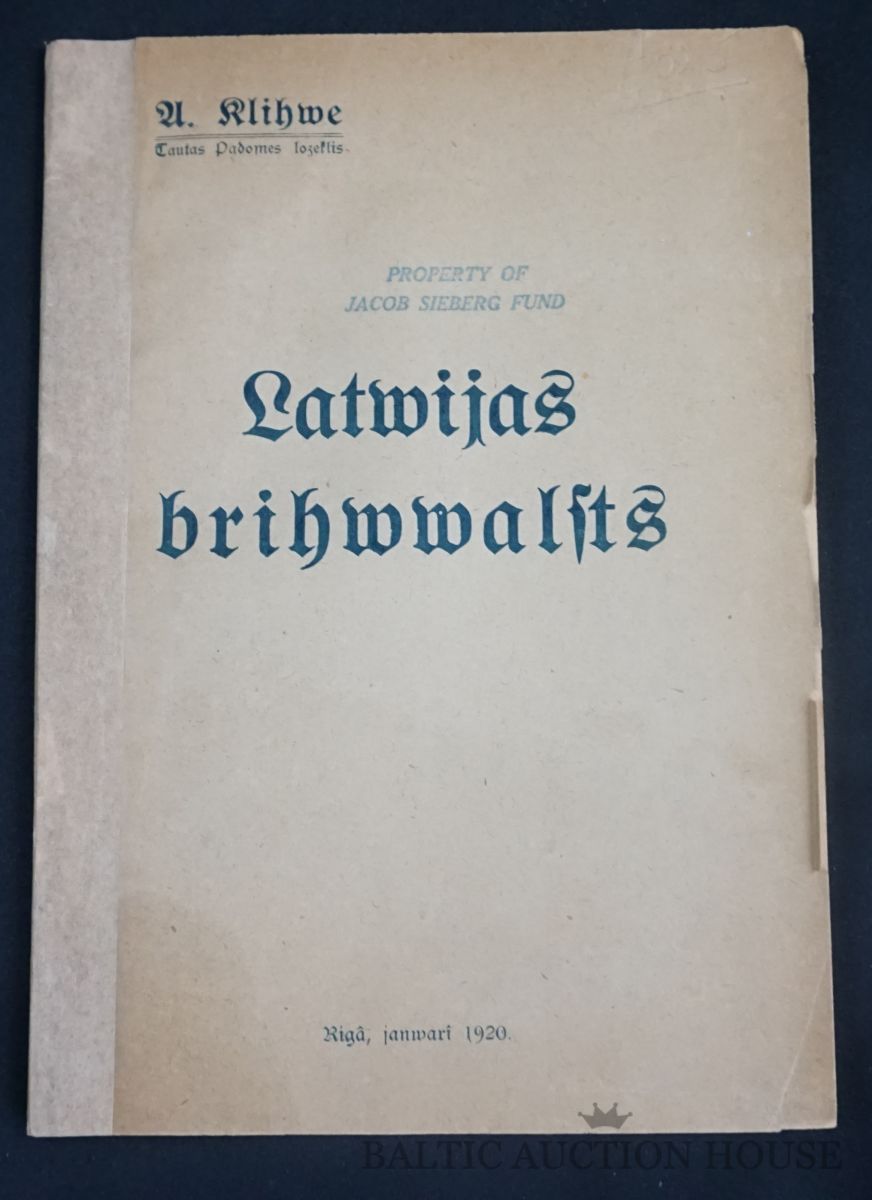 A. Klihwe
Tautas Padomes lozeklis.
PROPERTY OF
JACOB SIEBERG FUND
Latwijas
brihwwalſts
Rigâ, janwarî 1920.
BALTIC AUCTION HOUSE